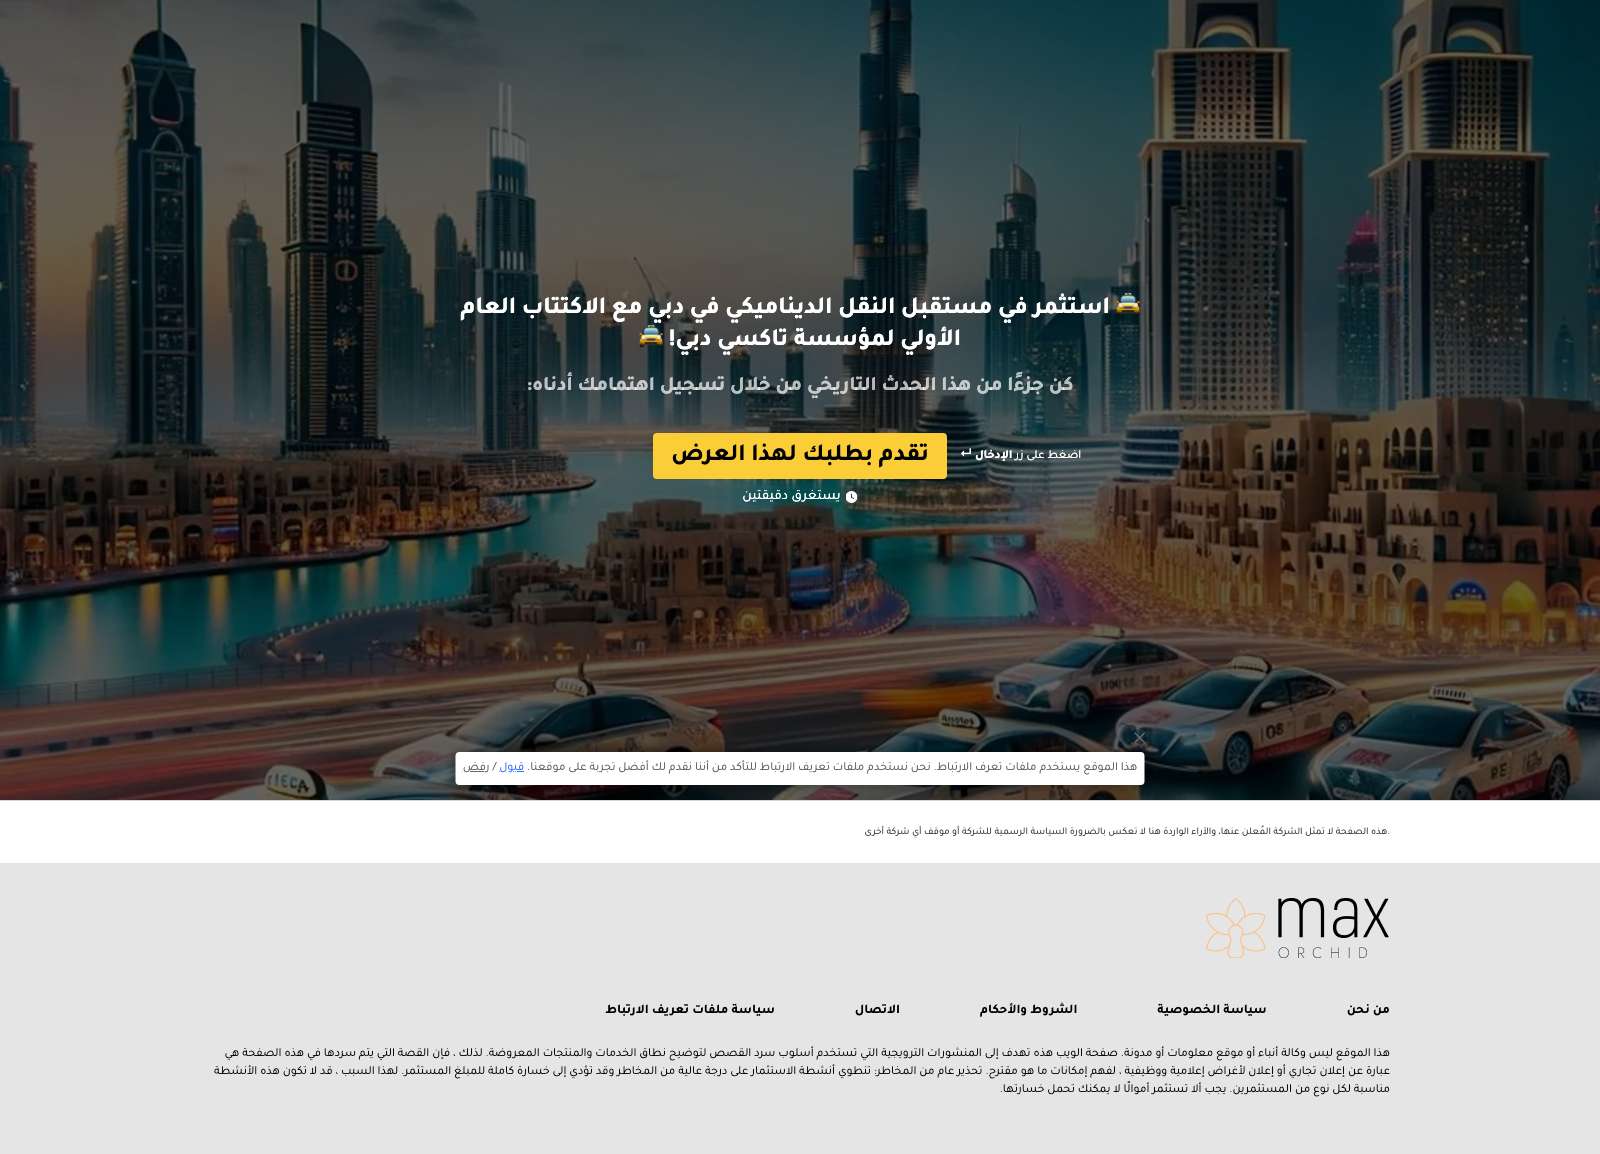 🚖 استثمر في مستقبل النقل الديناميكي في دبي مع الاكتتاب العام
الأولي لمؤسسة تاكسي دبي! 🚖
كن جزءًا من هذا الحدث التاريخي من خلال تسجيل اهتمامك أدناه:
تقدم بطلبك لهذا العرض
اضغط على زر الإدخال ↵
يستغرق دقيقتين
هذا الموقع يستخدم ملفات تعرف الارتباط. نحن نستخدم ملفات تعريف الارتباط للتأكد من أننا نقدم لك أفضل تجربة على موقعنا. قبول / رفض
هذه الصفحة لا تمثل الشركة المُعلن عنها، والآراء الواردة هنا لا تعكس بالضرورة السياسة الرسمية للشركة أو موقف أي شركة أخرى.
max
ORCHID
من نحن
سياسة الخصوصية
الشروط والأحكام
الاتصال
سياسة ملفات تعريف الارتباط
هذا الموقع ليس وكالة أنباء أو موقع معلومات أو مدونة. صفحة الويب هذه تهدف إلى المنشورات الترويجية التي تستخدم أسلوب سرد القصص لتوضيح نطاق الخدمات والمنتجات المعروضة. لذلك ، فإن القصة التي يتم سردها في هذه الصفحة هي
عبارة عن إعلان تجاري أو إعلان لأغراض إعلامية ووظيفية ، لفهم إمكانات ما هو مقترح. تحذير عام من المخاطر: تنطوي أنشطة الاستثمار على درجة عالية من المخاطر وقد تؤدي إلى خسارة كاملة للمبلغ المستثمر. لهذا السبب ، قد لا تكون هذه الأنشطة
مناسبة لكل نوع من المستثمرين. يجب ألا تستثمر أموالًا لا يمكنك تحمل خسارتها.